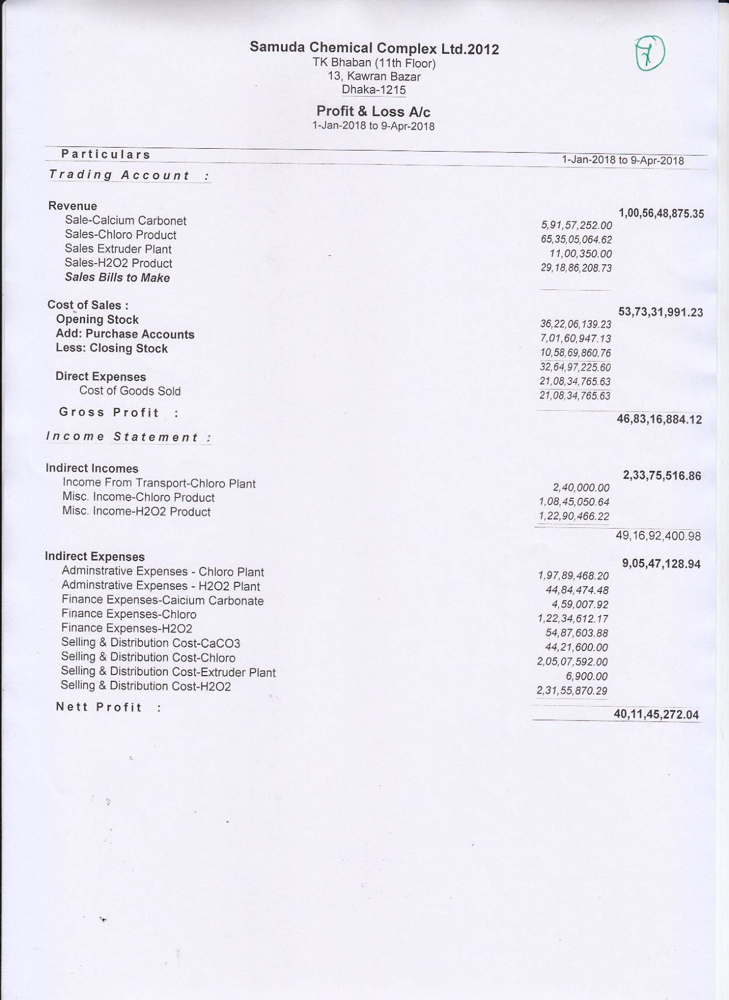 Samuda Chemical Complex Ltd.2012
7
TK Bhaban (11th Floor)
13, Kawran Bazar
Dhaka-1215
Profit & Loss A/c
1-Jan-2018 to 9-Apr-2018
Particulars 1-Jan-2018 to 9-Apr-2018
Trading Account :
Revenue 1,00,56,48,875.35
Sale-Calcium Carbonet 5,91,57,252.00
Sales-Chloro Product 65,35,05,064.62
Sales Extruder Plant 11,00,350.00
Sales-H2O2 Product 29,18,86,208.73
Sales Bills to Make
Cost of Sales : 53,73,31,991.23
Opening Stock 36,22,06,139.23
Add: Purchase Accounts 7,01,60,947.13
Less: Closing Stock 10,58,69,860.76
32,64,97,225.60
Direct Expenses 21,08,34,765.63
Cost of Goods Sold 21,08,34,765.63
Gross Profit : 46,83,16,884.12
Income Statement :
Indirect Incomes 2,33,75,516.86
Income From Transport-Chloro Plant 2,40,000.00
Misc. Income-Chloro Product 1,08,45,050.64
Misc. Income-H2O2 Product 1,22,90,466.22
49,16,92,400.98
Indirect Expenses 9,05,47,128.94
Adminstrative Expenses - Chloro Plant 1,97,89,468.20
Adminstrative Expenses - H2O2 Plant 44,84,474.48
Finance Expenses-Caicium Carbonate 4,59,007.92
Finance Expenses-Chloro 1,22,34,612.17
Finance Expenses-H2O2 54,87,603.88
Selling & Distribution Cost-CaCO3 44,21,600.00
Selling & Distribution Cost-Chloro 2,05,07,592.00
Selling & Distribution Cost-Extruder Plant 6,900.00
Selling & Distribution Cost-H2O2 2,31,55,870.29
Nett Profit : 40,11,45,272.04